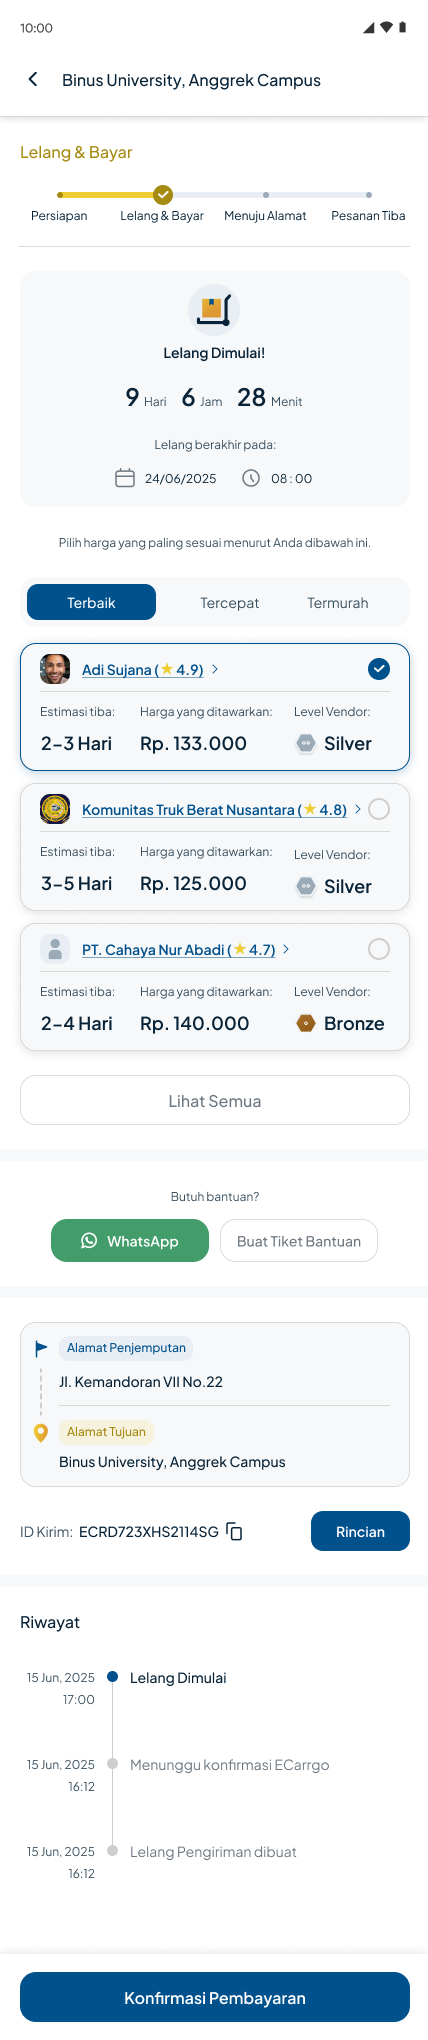 10:00
Binus University, Anggrek Campus
Lelang & Bayar
Persiapan Lelang & Bayar Menuju Alamat Pesanan Tiba
Lelang Dimulai!
9 Hari 6 Jam 28 Menit
Lelang berakhir pada:
24/06/2025 08 : 00
Pilih harga yang paling sesuai menurut Anda dibawah ini.
Terbaik Tercepat Termurah
Adi Sujana (★ 4.9)
Estimasi tiba: Harga yang ditawarkan: Level Vendor:
2–3 Hari Rp. 133.000 Silver
Komunitas Truk Berat Nusantara (★ 4.8)
Estimasi tiba: Harga yang ditawarkan: Level Vendor:
3–5 Hari Rp. 125.000 Silver
PT. Cahaya Nur Abadi (★ 4.7)
Estimasi tiba: Harga yang ditawarkan: Level Vendor:
2–4 Hari Rp. 140.000 Bronze
Lihat Semua
Butuh bantuan?
WhatsApp Buat Tiket Bantuan
Alamat Penjemputan
Jl. Kemandoran VII No.22
Alamat Tujuan
Binus University, Anggrek Campus
ID Kirim: ECRD723XHS2114SG Rincian
Riwayat
15 Jun, 2025 Lelang Dimulai
17:00
15 Jun, 2025 Menunggu konfirmasi ECarrgo
16:12
15 Jun, 2025 Lelang Pengiriman dibuat
16:12
Konfirmasi Pembayaran